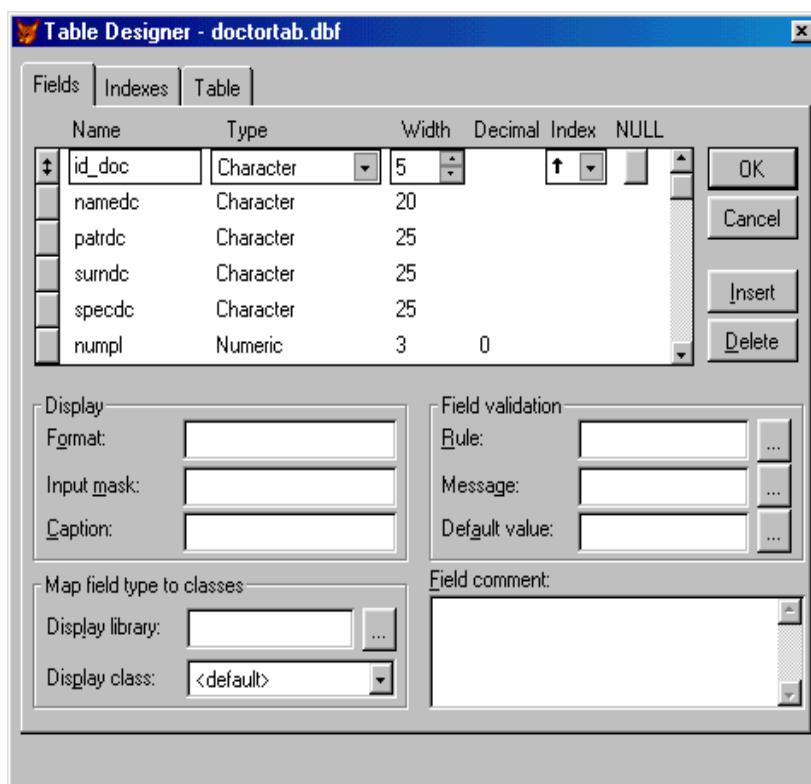 Table Designer - doctortab.dbf
Fields Indexes Table
Name Type Width Decimal Index NULL
id_doc Character 5
namedc Character 20
patrdc Character 25
surndc Character 25
specdc Character 25
numpl Numeric 3 0
OK
Cancel
Insert
Delete
Display
Format:
Input mask:
Caption:
Field validation
Rule: ...
Message: ...
Default value: ...
Map field type to classes
Display library: ...
Display class: <default>
Field comment: